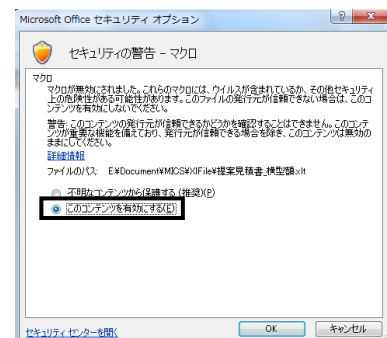 Microsoft Office セキュリティ オプション
セキュリティの警告 - マクロ
マクロ
マクロが無効にされました。これらのマクロには、ウイルスが含まれているか、その他セキュリティ
上の危険性がある可能性があります。このファイルの発行元が信頼できない場合は、このコ
ンテンツを有効にしないでください。
警告: このコンテンツの発行元が信頼できるかどうかを確認することはできません。このコンテ
ンツが重要な機能を備えており、発行元が信頼できる場合を除き、このコンテンツは無効の
ままにしてください。
詳細情報
ファイルのパス: E:¥Document¥MICS¥XlFile¥提案見積書_横型額.xlt
不明なコンテンツから保護する (推奨)(P)
このコンテンツを有効にする(E)
セキュリティ センターを開く
OK
キャンセル